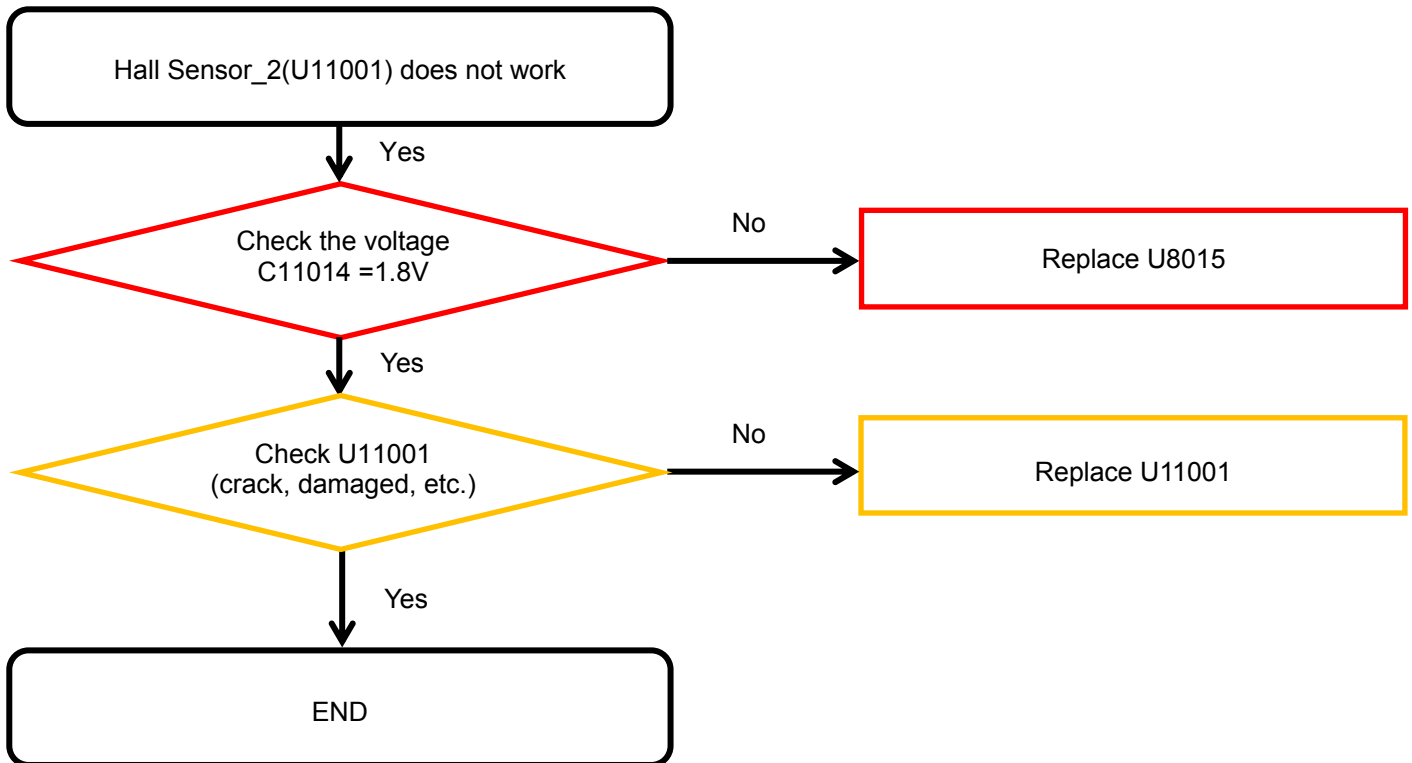 Hall Sensor_2(U11001) does not work
Yes
Check the voltage
C11014 =1.8V
No
Replace U8015
Yes
Check U11001
(crack, damaged, etc.)
No
Replace U11001
Yes
END